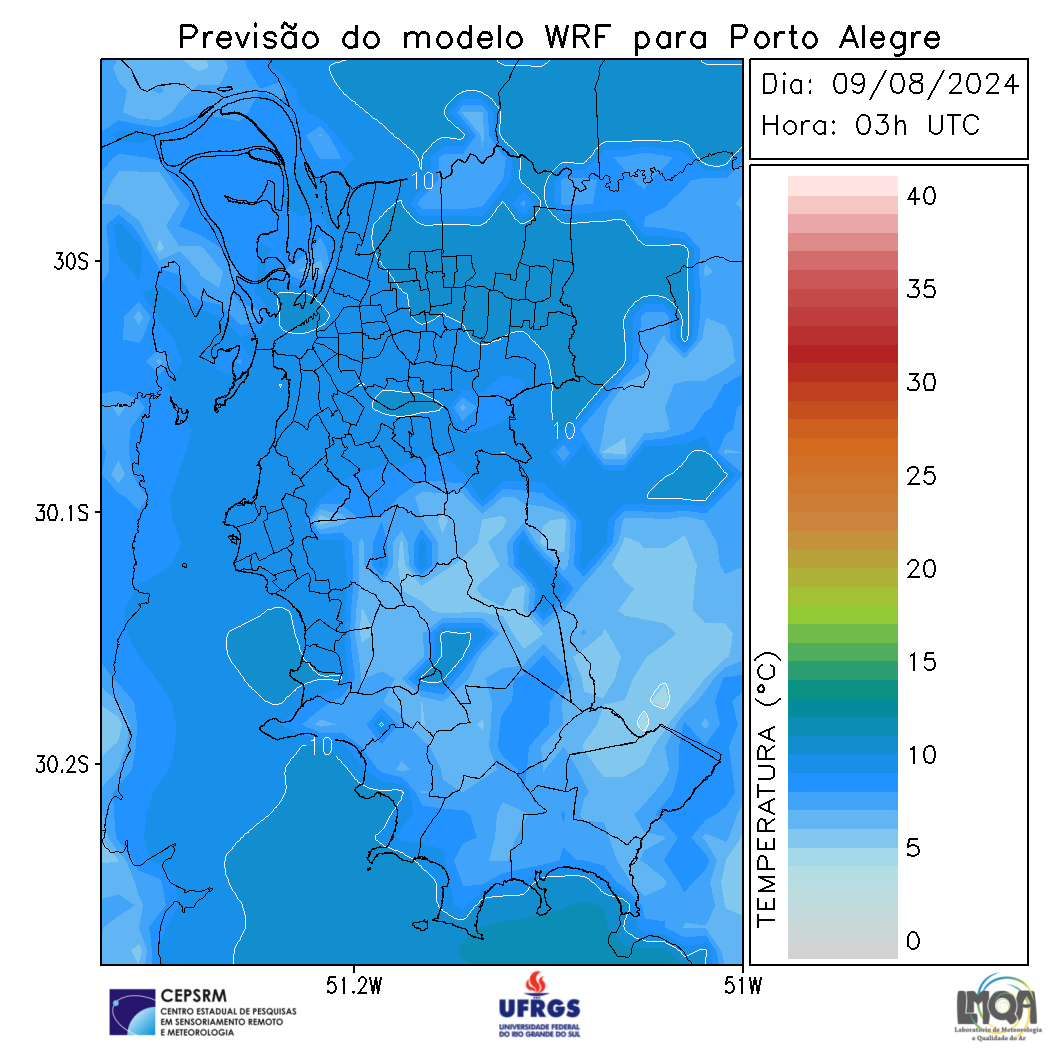 Previsão do modelo WRF para Porto Alegre
Dia: 09/08/2024
Hora: 03h UTC
40
35
30
25
20
15
10
5
0
TEMPERATURA (°C)
30S
30.1S
30.2S
10
10
10
51.2W
51W
CEPSRM
CENTRO ESTADUAL DE PESQUISAS
EM SENSORIAMENTO REMOTO
E METEOROLOGIA
UFRGS
UNIVERSIDADE FEDERAL
DO RIO GRANDE DO SUL
LMQA
Laboratório de Meteorologia
e Qualidade do Ar